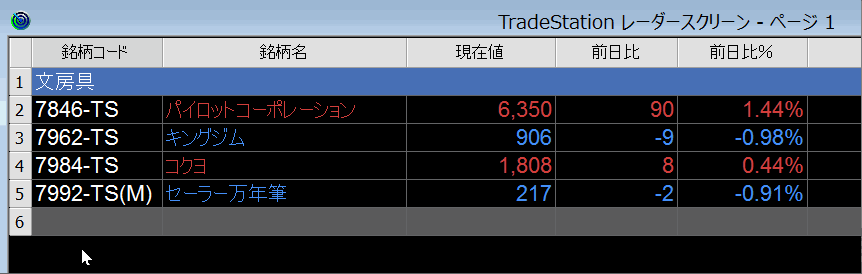 TradeStation レーダースクリーン - ページ 1
銘柄コード 銘柄名 現在値 前日比 前日比%
1 文房具
2 7846-TS パイロットコーポレーション 6,350 90 1.44%
3 7962-TS キングジム 906 -9 -0.98%
4 7984-TS コクヨ 1,808 8 0.44%
5 7992-TS(M) セーラー万年筆 217 -2 -0.91%
6